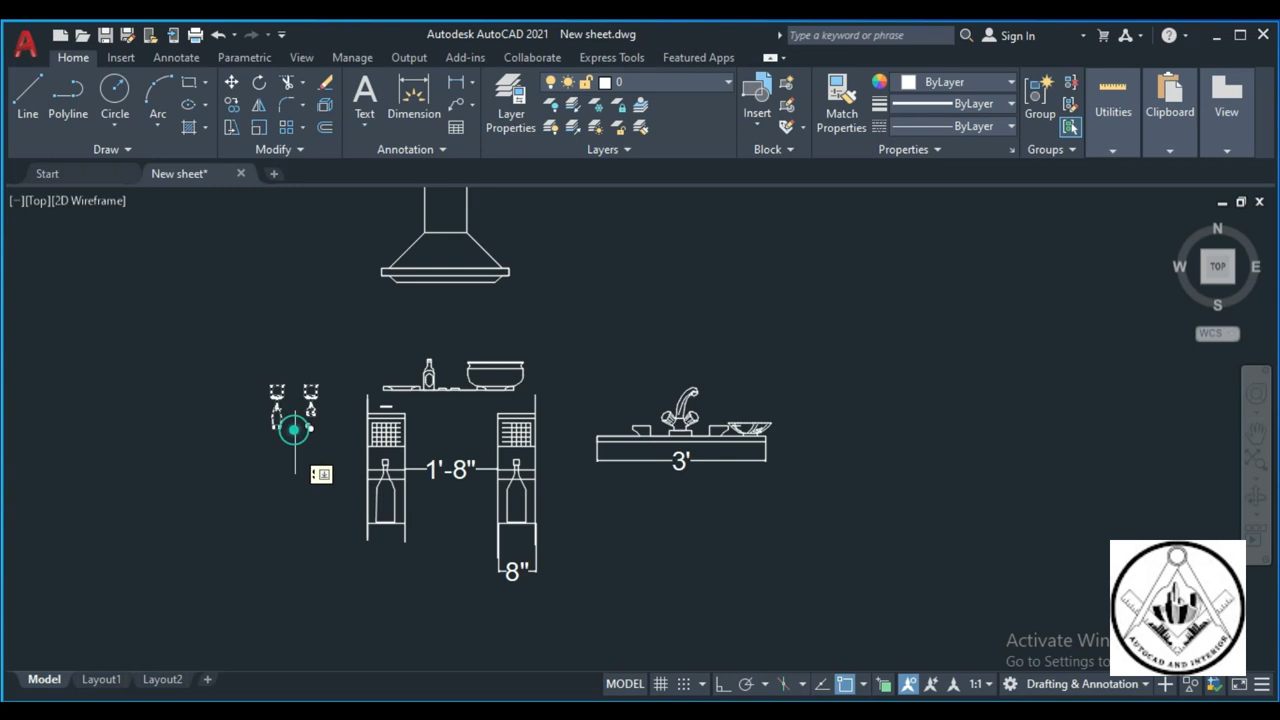 Autodesk AutoCAD 2021 New sheet.dwg
Type a keyword or phrase
Sign In
Home Insert Annotate Parametric View Manage Output Add-ins Collaborate Express Tools Featured Apps
Line Polyline Circle Arc
Text Dimension
Layer Properties
0
Insert
Match Properties
ByLayer
ByLayer
ByLayer
Group
Utilities
Clipboard
View
Draw
Modify
Annotation
Layers
Block
Properties
Groups
Start
New sheet*
[−][Top][2D Wireframe]
N
W
TOP
E
S
WCS
1'-8"
3'
8"
AUTOCAD AND INTERIOR
Activate Win
Go to Settings to
Model Layout1 Layout2
MODEL
1:1
Drafting & Annotation